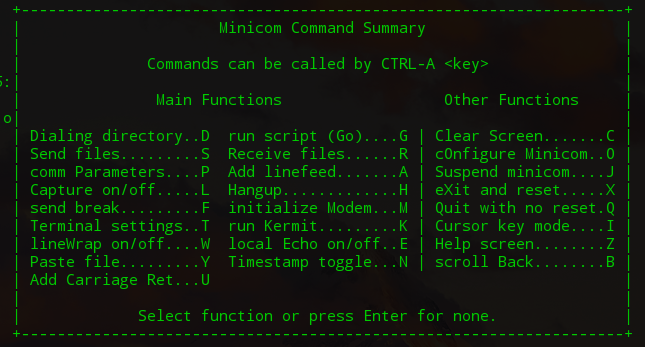 +-------------------------------------------------------------------+
Minicom Command Summary
Commands can be called by CTRL-A <key>
5:
Main Functions Other Functions
o
Dialing directory..D run script (Go)....G | Clear Screen.......C
Send files.........S Receive files......R | cOnfigure Minicom..O
comm Parameters....P Add linefeed.......A | Suspend minicom....J
Capture on/off.....L Hangup.............H | eXit and reset.....X
send break.........F initialize Modem...M | Quit with no reset.Q
Terminal settings..T run Kermit.........K | Cursor key mode....I
lineWrap on/off....W local Echo on/off..E | Help screen........Z
Paste file.........Y Timestamp toggle...N | scroll Back........B
Add Carriage Ret...U
Select function or press Enter for none.
+-------------------------------------------------------------------+